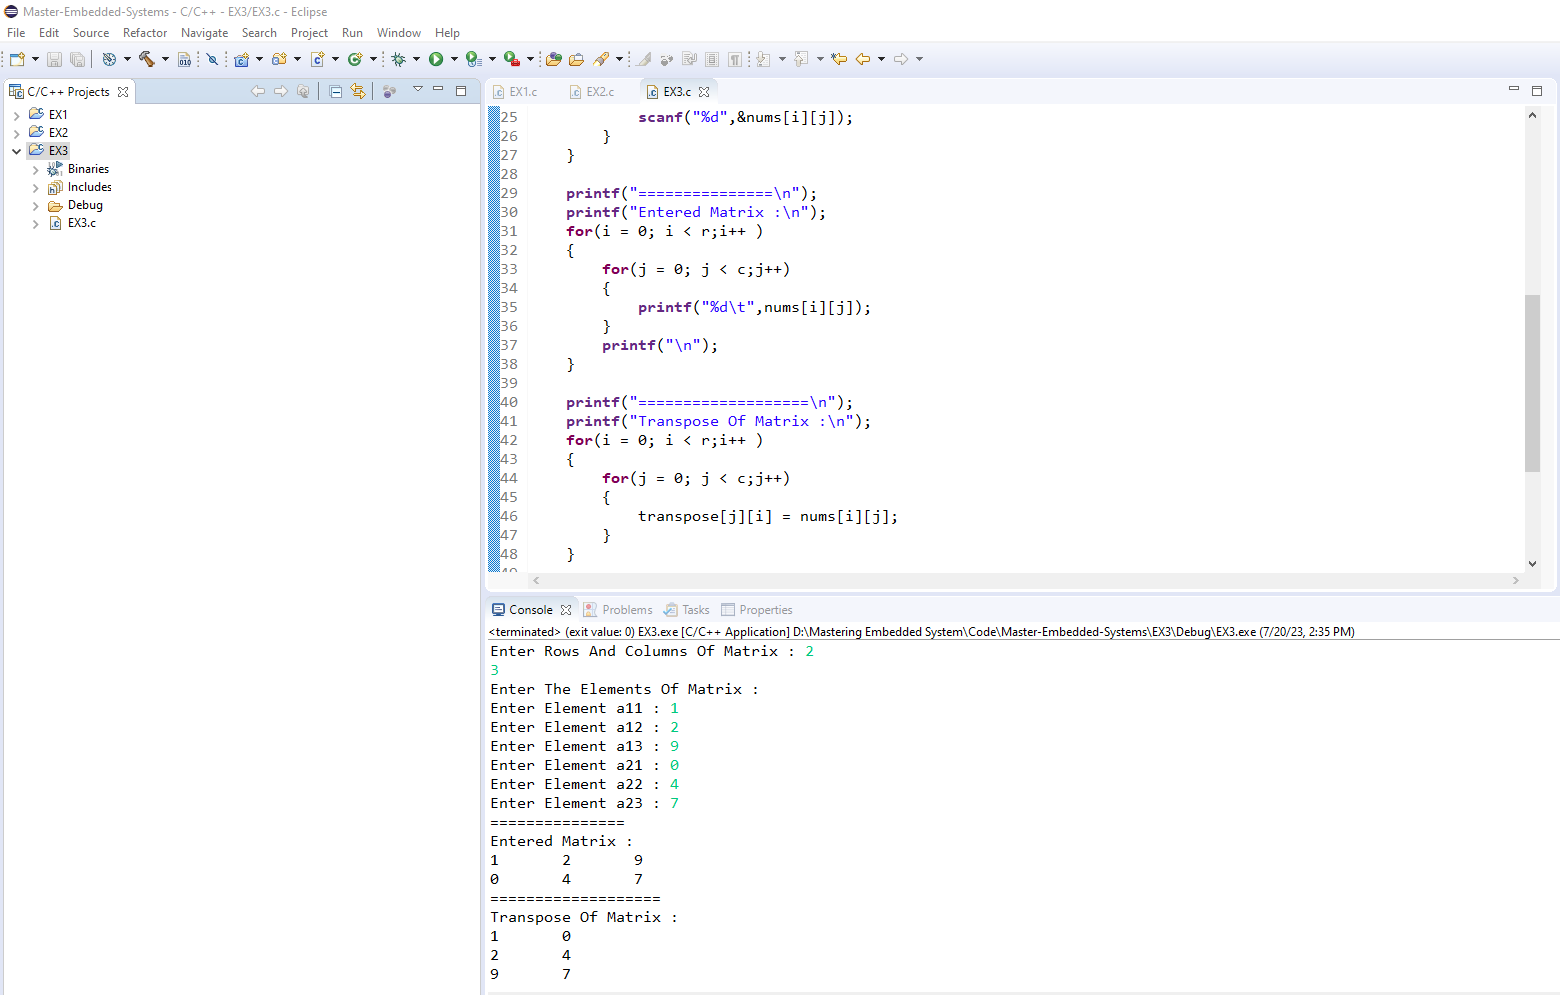 Master-Embedded-Systems - C/C++ - EX3/EX3.c - Eclipse
File Edit Source Refactor Navigate Search Project Run Window Help
C/C++ Projects
EX1
EX2
EX3
Binaries
Includes
Debug
EX3.c
EX1.c EX2.c EX3.c
25             scanf("%d",&nums[i][j]);
26         }
27     }
28
29     printf("===============\n");
30     printf("Entered Matrix :\n");
31     for(i = 0; i < r;i++ )
32     {
33         for(j = 0; j < c;j++)
34         {
35             printf("%d\t",nums[i][j]);
36         }
37         printf("\n");
38     }
39
40     printf("===================\n");
41     printf("Transpose Of Matrix :\n");
42     for(i = 0; i < r;i++ )
43     {
44         for(j = 0; j < c;j++)
45         {
46             transpose[j][i] = nums[i][j];
47         }
48     }
Console Problems Tasks Properties
<terminated> (exit value: 0) EX3.exe [C/C++ Application] D:\Mastering Embedded System\Code\Master-Embedded-Systems\EX3\Debug\EX3.exe (7/20/23, 2:35 PM)
Enter Rows And Columns Of Matrix : 2
3
Enter The Elements Of Matrix :
Enter Element a11 : 1
Enter Element a12 : 2
Enter Element a13 : 9
Enter Element a21 : 0
Enter Element a22 : 4
Enter Element a23 : 7
===============
Entered Matrix :
1       2       9
0       4       7
===================
Transpose Of Matrix :
1       0
2       4
9       7